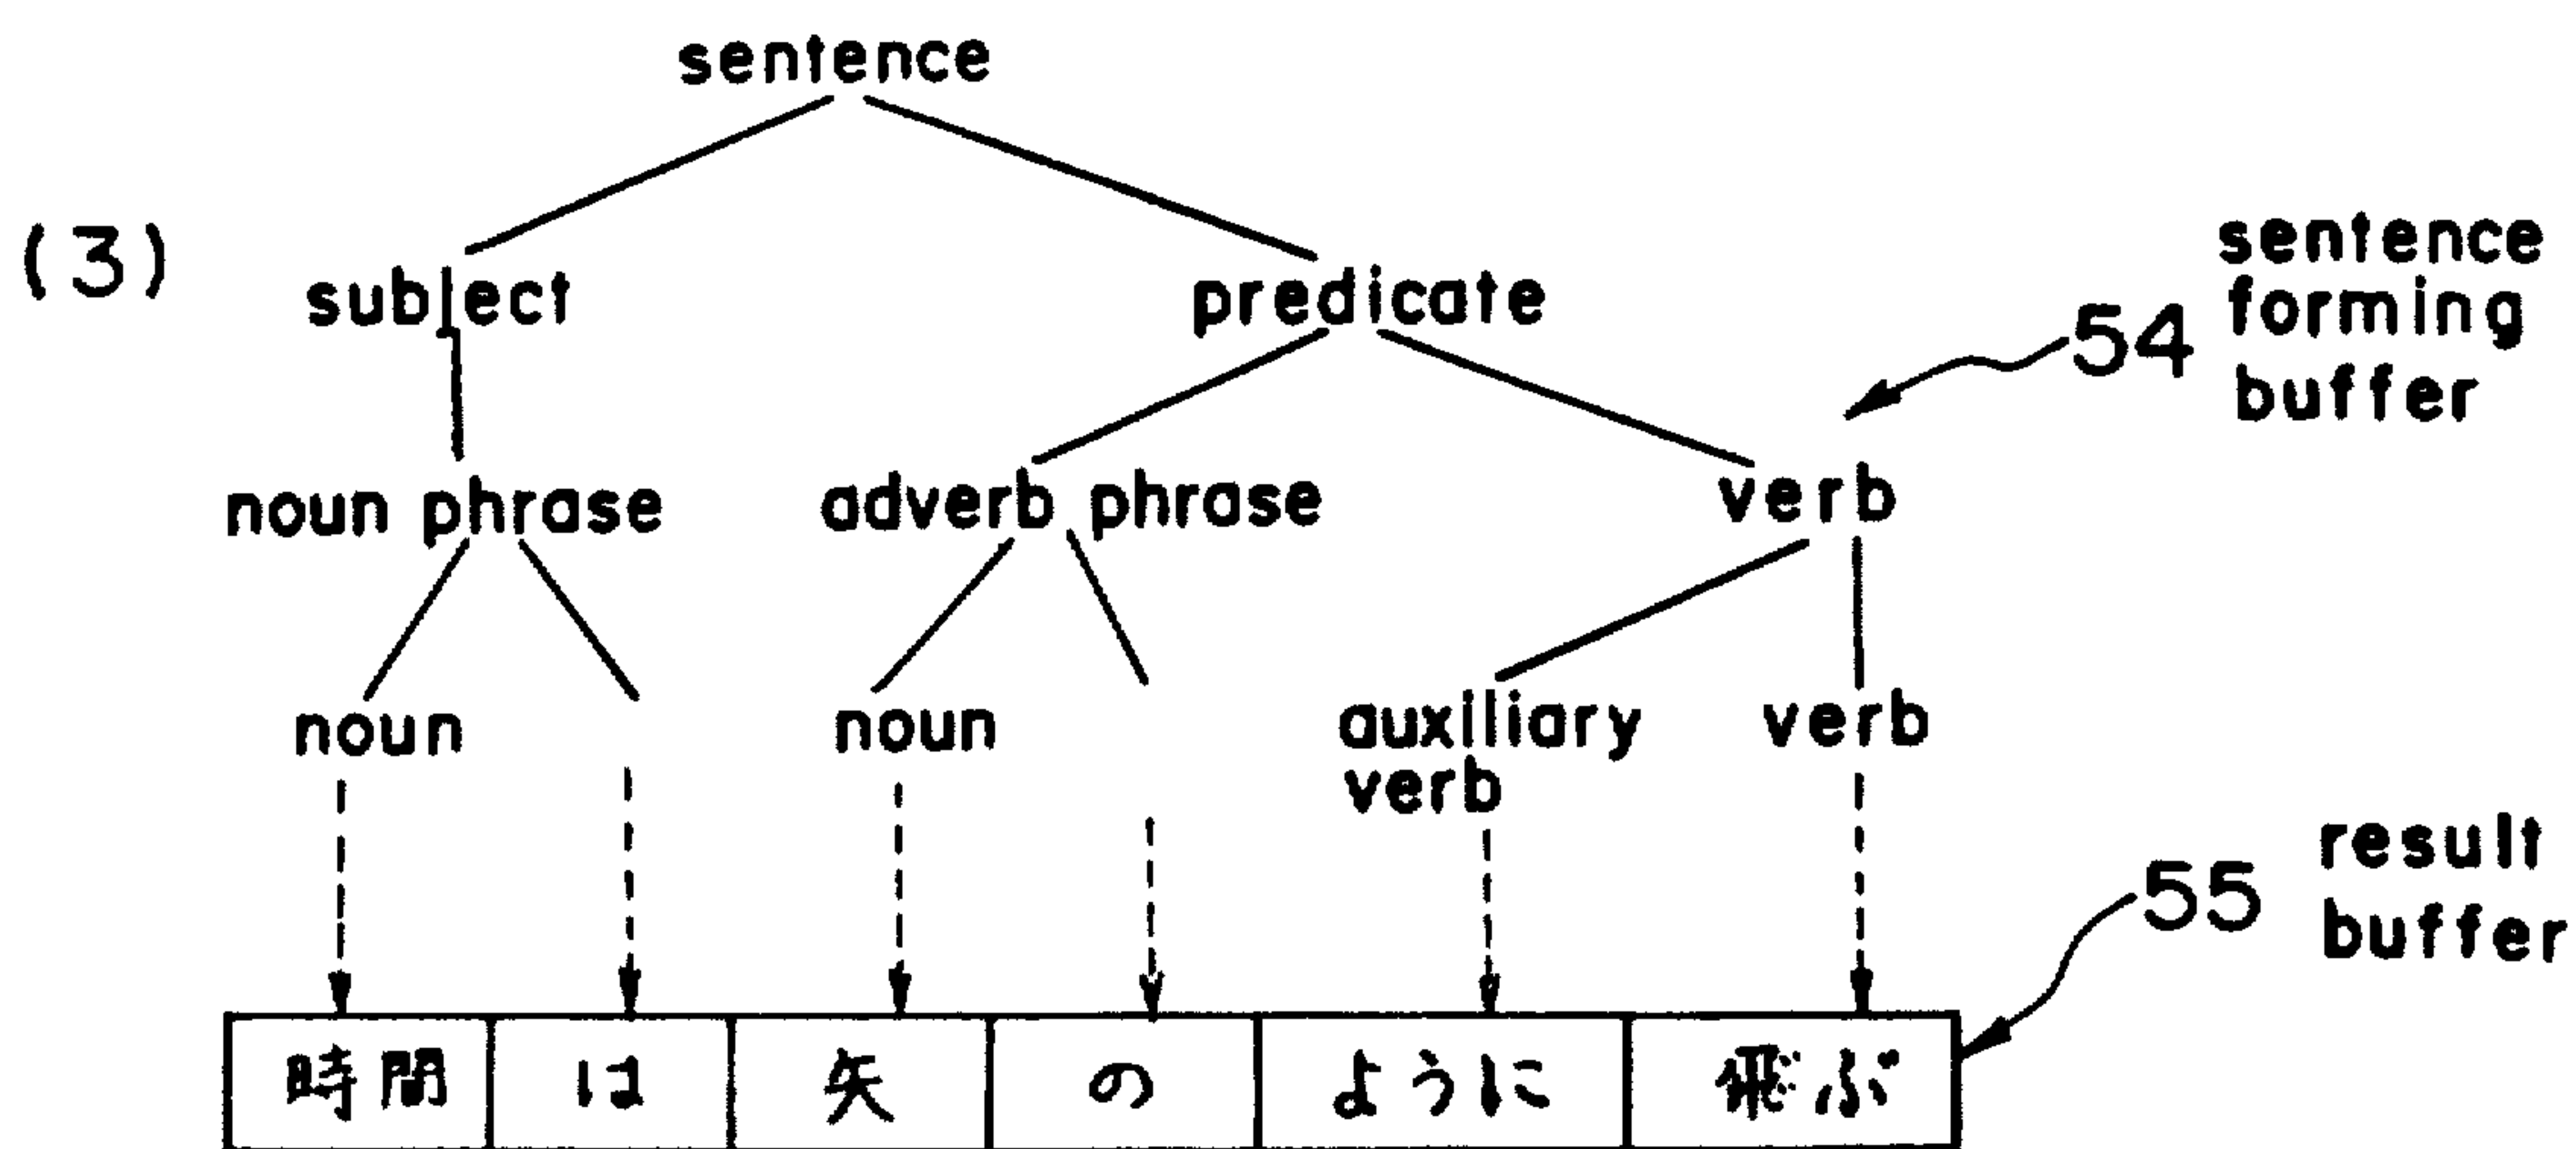 sentence
(3)
subject predicate
54 sentence forming buffer
noun phrase adverb phrase verb
noun noun auxiliary verb verb
55 result buffer
時間 は 矢 の ように 飛ぶ